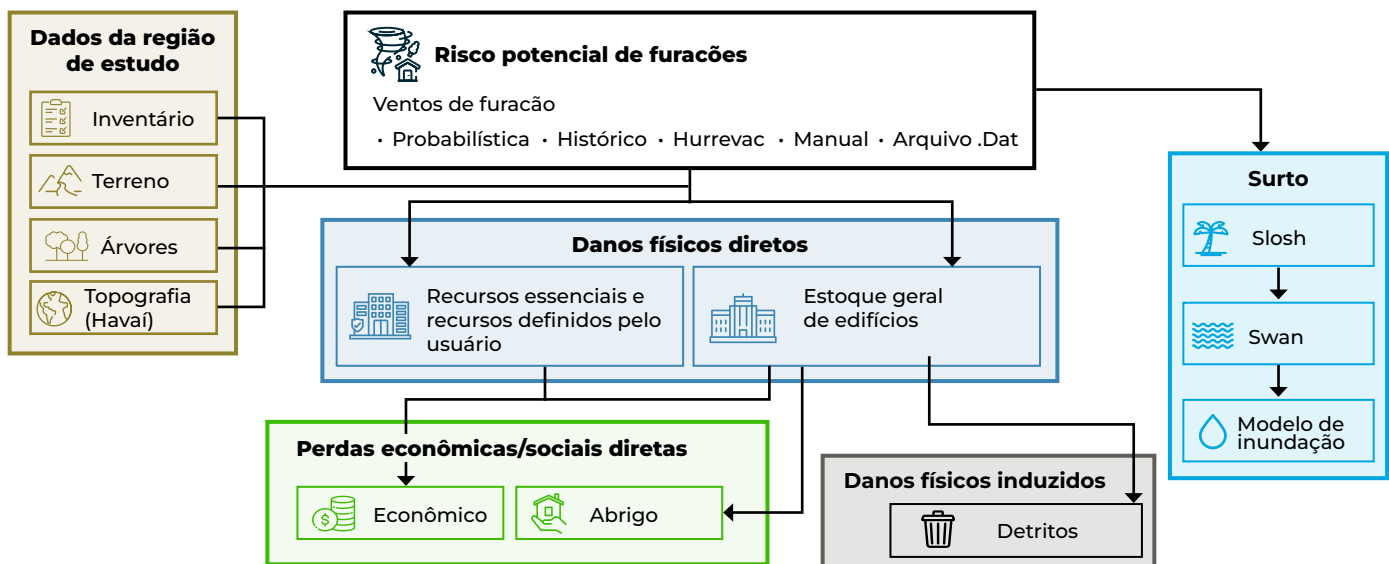 Dados da região
de estudo
Inventário
Terreno
Árvores
Topografia
(Havaí)
Risco potencial de furacões
Ventos de furacão
· Probabilística · Histórico · Hurrevac · Manual · Arquivo .Dat
Danos físicos diretos
Recursos essenciais e
recursos definidos pelo
usuário
Estoque geral
de edifícios
Surto
Slosh
Swan
Modelo de
inundação
Perdas econômicas/sociais diretas
$
Econômico
Abrigo
Danos físicos induzidos
Detritos